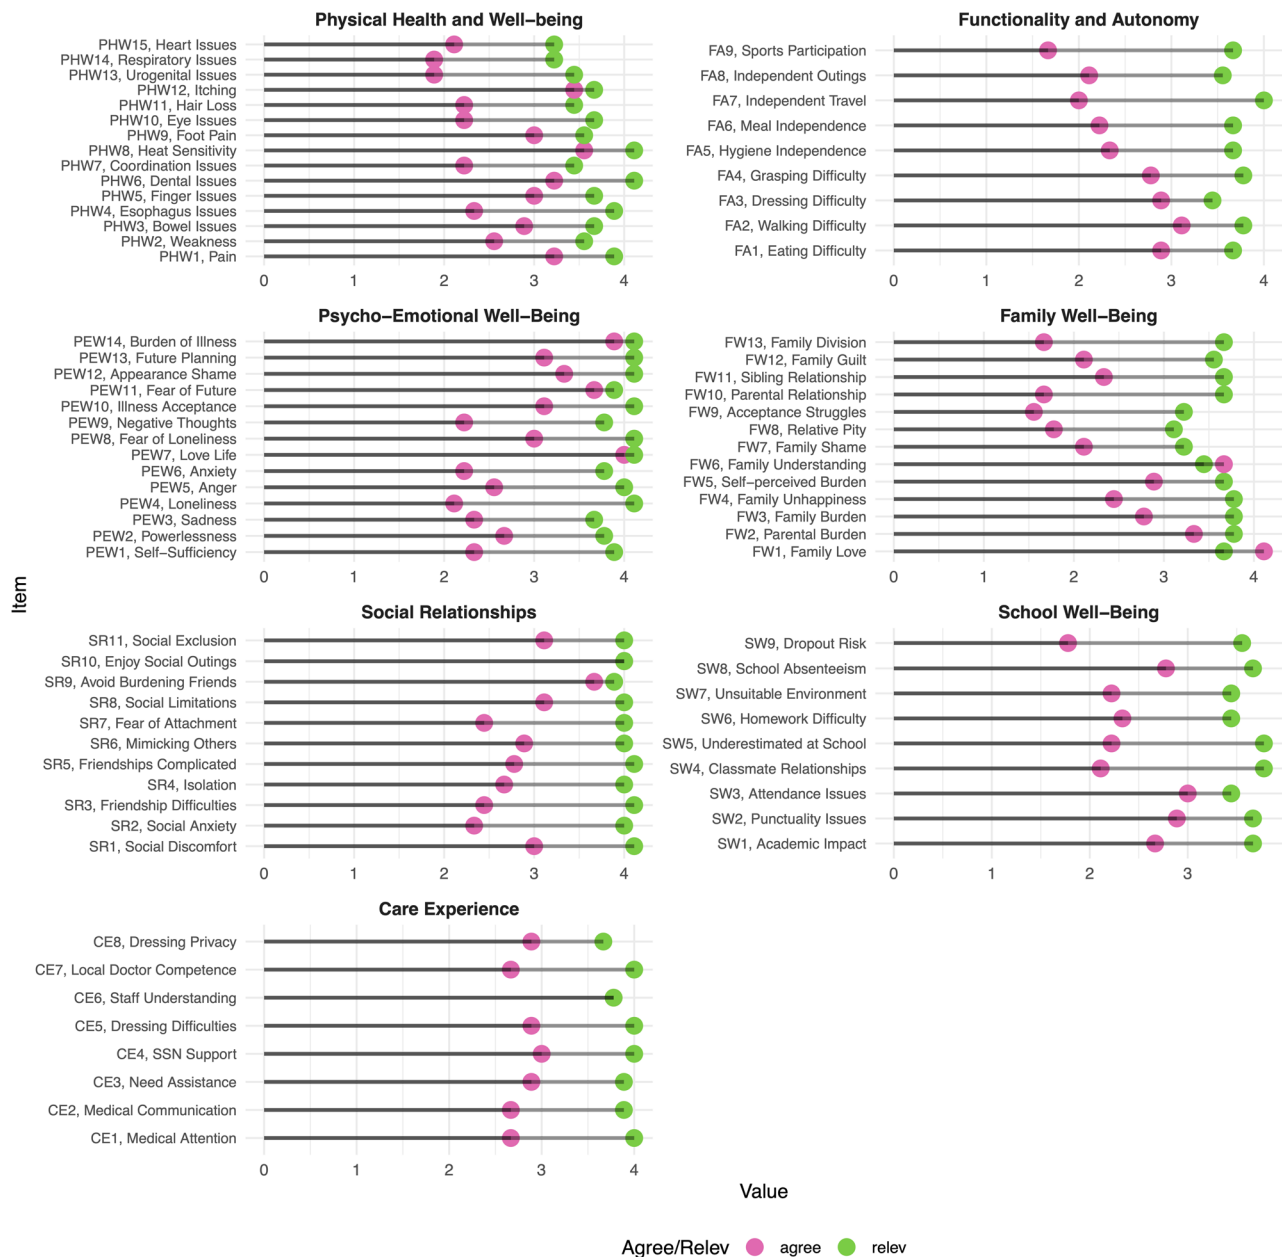 Physical Health and Well−being
PHW15, Heart Issues
PHW14, Respiratory Issues
PHW13, Urogenital Issues
PHW12, Itching
PHW11, Hair Loss
PHW10, Eye Issues
PHW9, Foot Pain
PHW8, Heat Sensitivity
PHW7, Coordination Issues
PHW6, Dental Issues
PHW5, Finger Issues
PHW4, Esophagus Issues
PHW3, Bowel Issues
PHW2, Weakness
PHW1, Pain
0 1 2 3 4
Functionality and Autonomy
FA9, Sports Participation
FA8, Independent Outings
FA7, Independent Travel
FA6, Meal Independence
FA5, Hygiene Independence
FA4, Grasping Difficulty
FA3, Dressing Difficulty
FA2, Walking Difficulty
FA1, Eating Difficulty
0 1 2 3 4
Psycho−Emotional Well−Being
PEW14, Burden of Illness
PEW13, Future Planning
PEW12, Appearance Shame
PEW11, Fear of Future
PEW10, Illness Acceptance
PEW9, Negative Thoughts
PEW8, Fear of Loneliness
PEW7, Love Life
PEW6, Anxiety
PEW5, Anger
PEW4, Loneliness
PEW3, Sadness
PEW2, Powerlessness
PEW1, Self−Sufficiency
0 1 2 3 4
Family Well−Being
FW13, Family Division
FW12, Family Guilt
FW11, Sibling Relationship
FW10, Parental Relationship
FW9, Acceptance Struggles
FW8, Relative Pity
FW7, Family Shame
FW6, Family Understanding
FW5, Self−perceived Burden
FW4, Family Unhappiness
FW3, Family Burden
FW2, Parental Burden
FW1, Family Love
0 1 2 3 4
Item
Social Relationships
SR11, Social Exclusion
SR10, Enjoy Social Outings
SR9, Avoid Burdening Friends
SR8, Social Limitations
SR7, Fear of Attachment
SR6, Mimicking Others
SR5, Friendships Complicated
SR4, Isolation
SR3, Friendship Difficulties
SR2, Social Anxiety
SR1, Social Discomfort
0 1 2 3 4
School Well−Being
SW9, Dropout Risk
SW8, School Absenteeism
SW7, Unsuitable Environment
SW6, Homework Difficulty
SW5, Underestimated at School
SW4, Classmate Relationships
SW3, Attendance Issues
SW2, Punctuality Issues
SW1, Academic Impact
0 1 2 3
Care Experience
CE8, Dressing Privacy
CE7, Local Doctor Competence
CE6, Staff Understanding
CE5, Dressing Difficulties
CE4, SSN Support
CE3, Need Assistance
CE2, Medical Communication
CE1, Medical Attention
0 1 2 3 4
Value
Agree/Relev agree relev